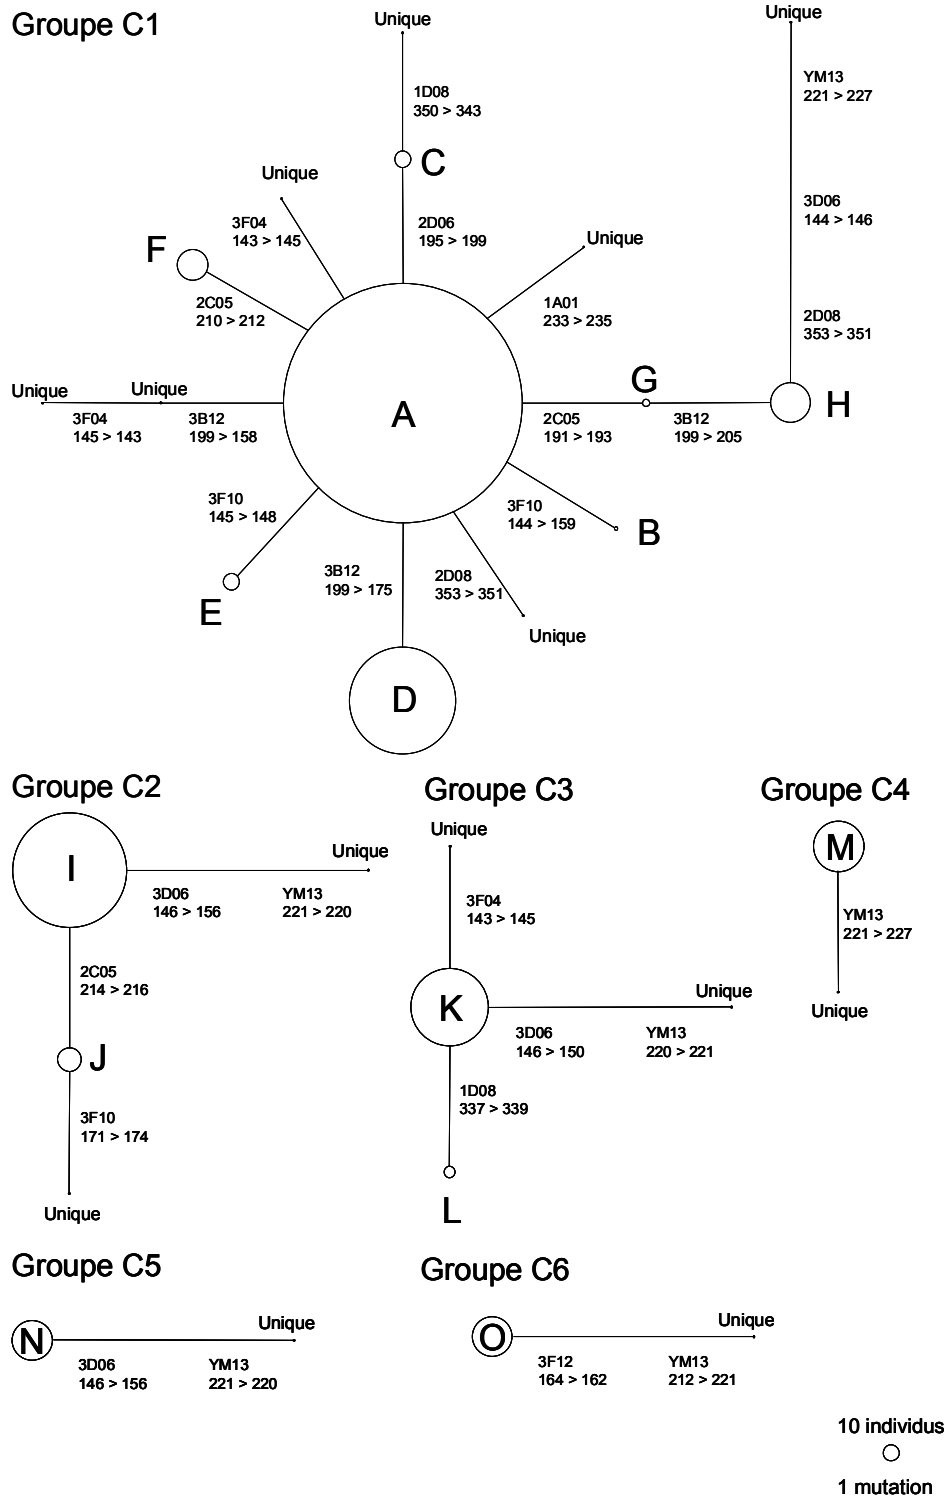 Groupe C1
Unique
Unique
YM13
221 > 227
1D08
350 > 343
C
Unique
3D06
144 > 146
3F04
143 > 145
2D06
195 > 199
Unique
F
2C05
210 > 212
1A01
233 > 235
2D08
353 > 351
Unique
Unique
G
H
A
3F04
145 > 143
3B12
199 > 158
2C05
191 > 193
3B12
199 > 205
3F10
145 > 148
3F10
144 > 159
B
3B12
199 > 175
2D08
353 > 351
E
Unique
D
Groupe C2
Groupe C3
Groupe C4
Unique
Unique
I
M
3D06
146 > 156
YM13
221 > 220
3F04
143 > 145
YM13
221 > 227
2C05
214 > 216
Unique
K
Unique
3D06
146 > 150
YM13
220 > 221
J
1D08
337 > 339
3F10
171 > 174
Unique
L
Groupe C5
Groupe C6
Unique
Unique
N
O
3D06
146 > 156
YM13
221 > 220
3F12
164 > 162
YM13
212 > 221
10 individus
1 mutation